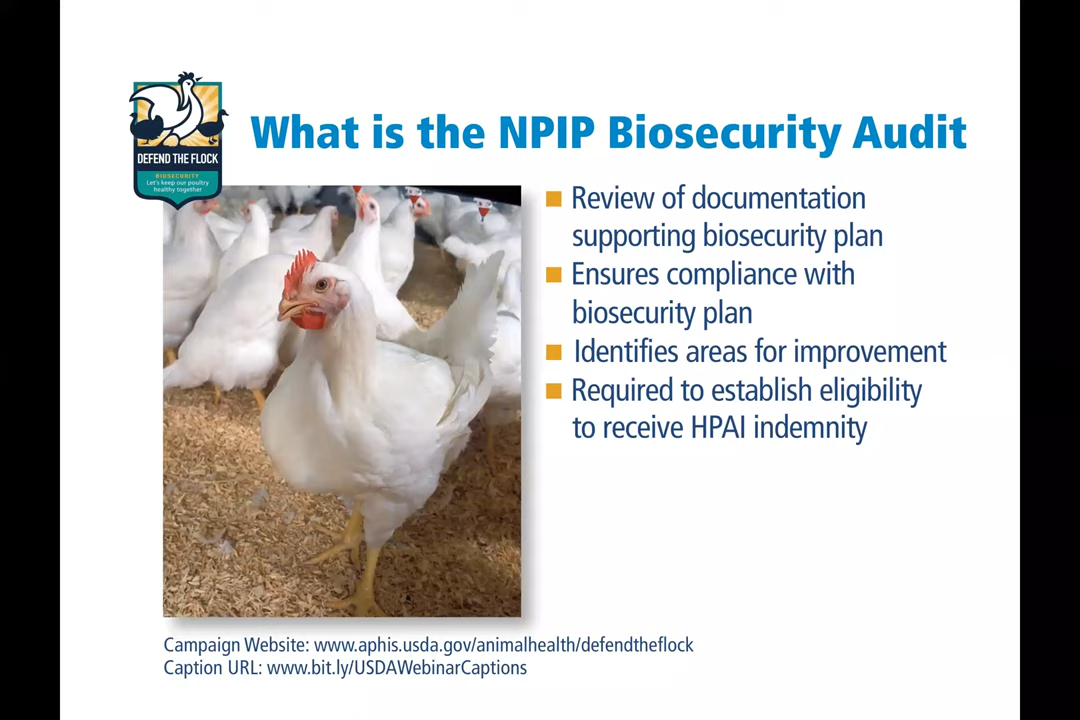 What is the NPIP Biosecurity Audit
DEFEND THE FLOCK
BIOSECURITY
Let's keep our poultry
healthy together
■ Review of documentation
supporting biosecurity plan
■ Ensures compliance with
biosecurity plan
■ Identifies areas for improvement
■ Required to establish eligibility
to receive HPAI indemnity
Campaign Website: www.aphis.usda.gov/animalhealth/defendtheflock
Caption URL: www.bit.ly/USDAWebinarCaptions